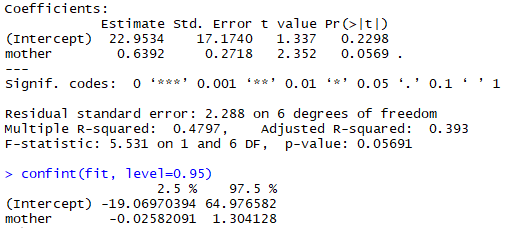 Coefficients:
            Estimate Std. Error t value Pr(>|t|)
(Intercept)  22.9534    17.1740   1.337   0.2298
mother        0.6392     0.2718   2.352   0.0569 .
---
Signif. codes:  0 ‘***’ 0.001 ‘**’ 0.01 ‘*’ 0.05 ‘.’ 0.1 ‘ ’ 1
Residual standard error: 2.288 on 6 degrees of freedom
Multiple R-squared:  0.4797,    Adjusted R-squared:  0.393
F-statistic: 5.531 on 1 and 6 DF,  p-value: 0.05691
> confint(fit, level=0.95)
                   2.5 %    97.5 %
(Intercept) -19.06970394 64.976582
mother       -0.02582091  1.304128